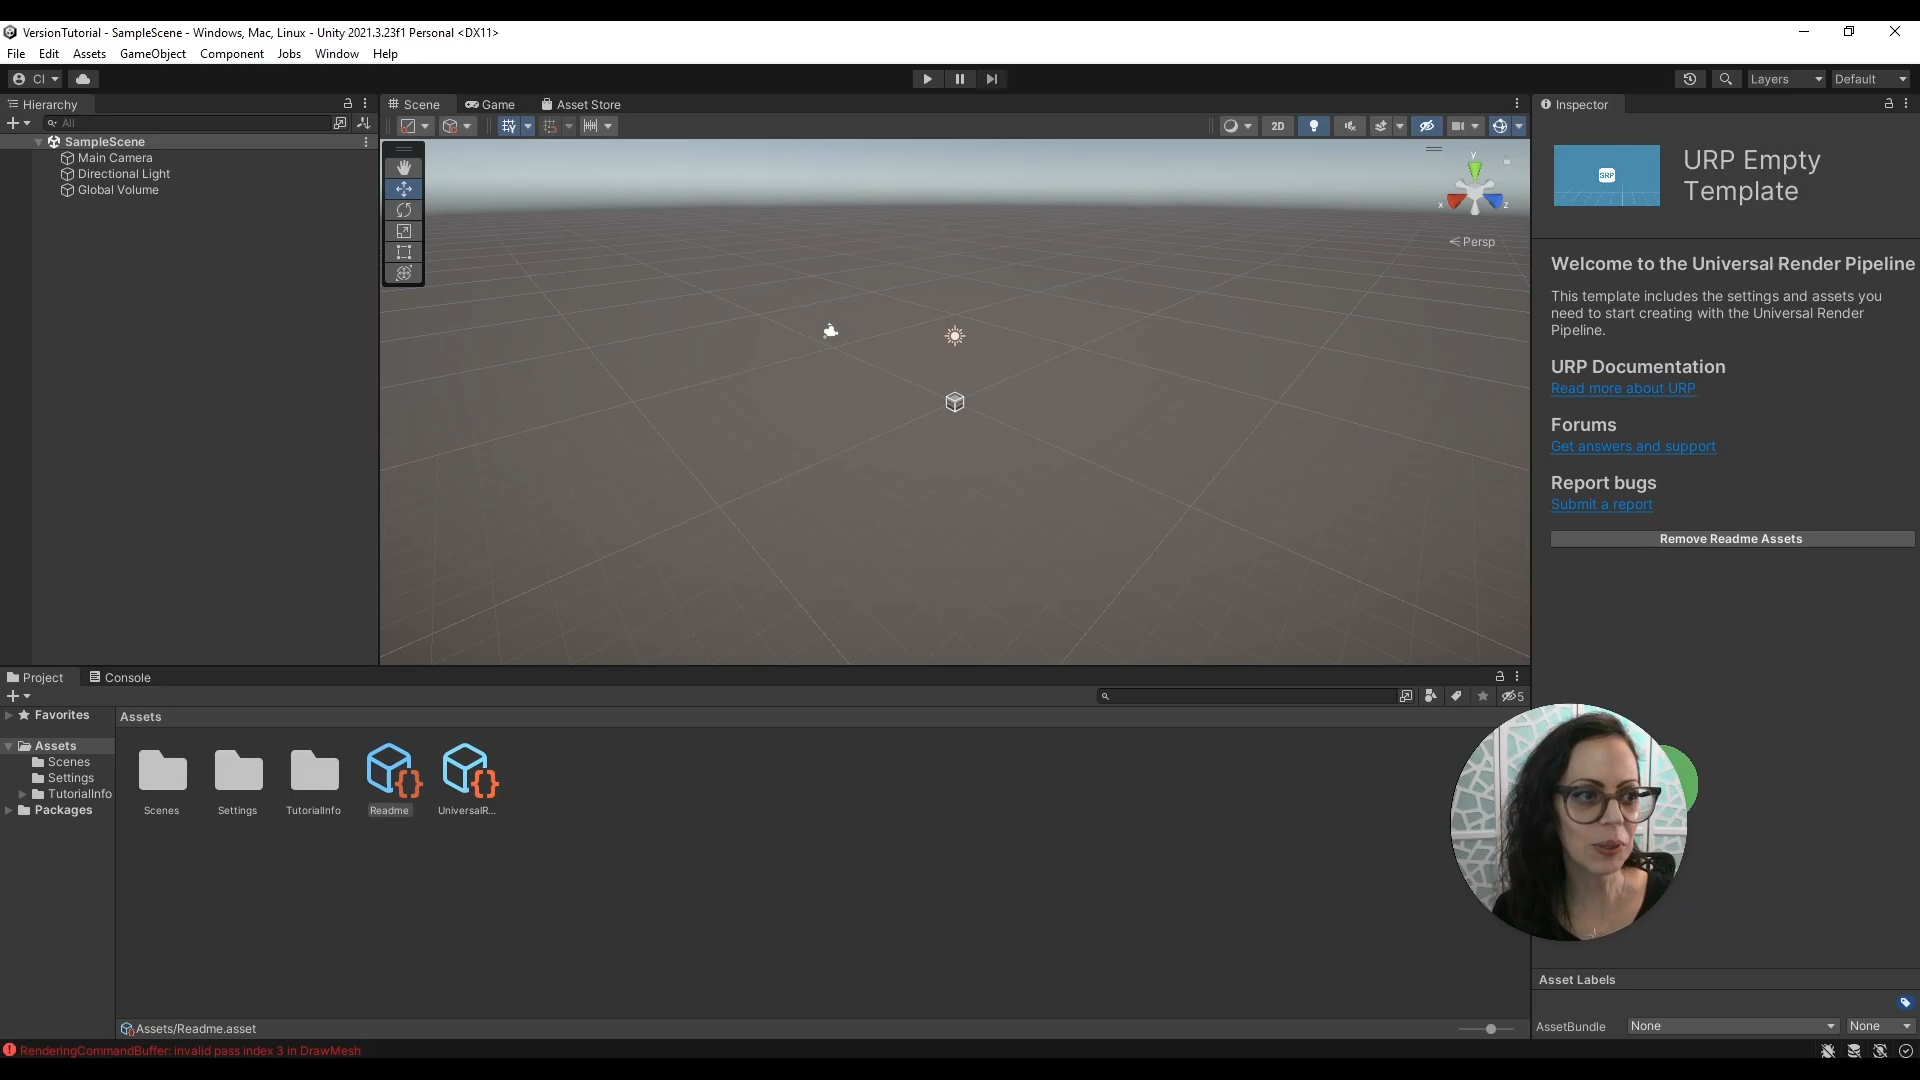 VersionTutorial - SampleScene - Windows, Mac, Linux - Unity 2021.3.23f1 Personal <DX11>
File Edit Assets GameObject Component Jobs Window Help
CI
Layers
Default
Hierarchy
All
SampleScene
Main Camera
Directional Light
Global Volume
Scene
Game
Asset Store
2D
y
x
z
Persp
Inspector
URP Empty
Template
Welcome to the Universal Render Pipeline
This template includes the settings and assets you
need to start creating with the Universal Render
Pipeline.
URP Documentation
Read more about URP
Forums
Get answers and support
Report bugs
Submit a report
Remove Readme Assets
Project
Console
5
Favorites
Assets
Scenes
Settings
TutorialInfo
Packages
Assets
Scenes
Settings
TutorialInfo
Readme
UniversalR...
Assets/Readme.asset
Asset Labels
AssetBundle
None
None
RenderingCommandBuffer: invalid pass index 3 in DrawMesh